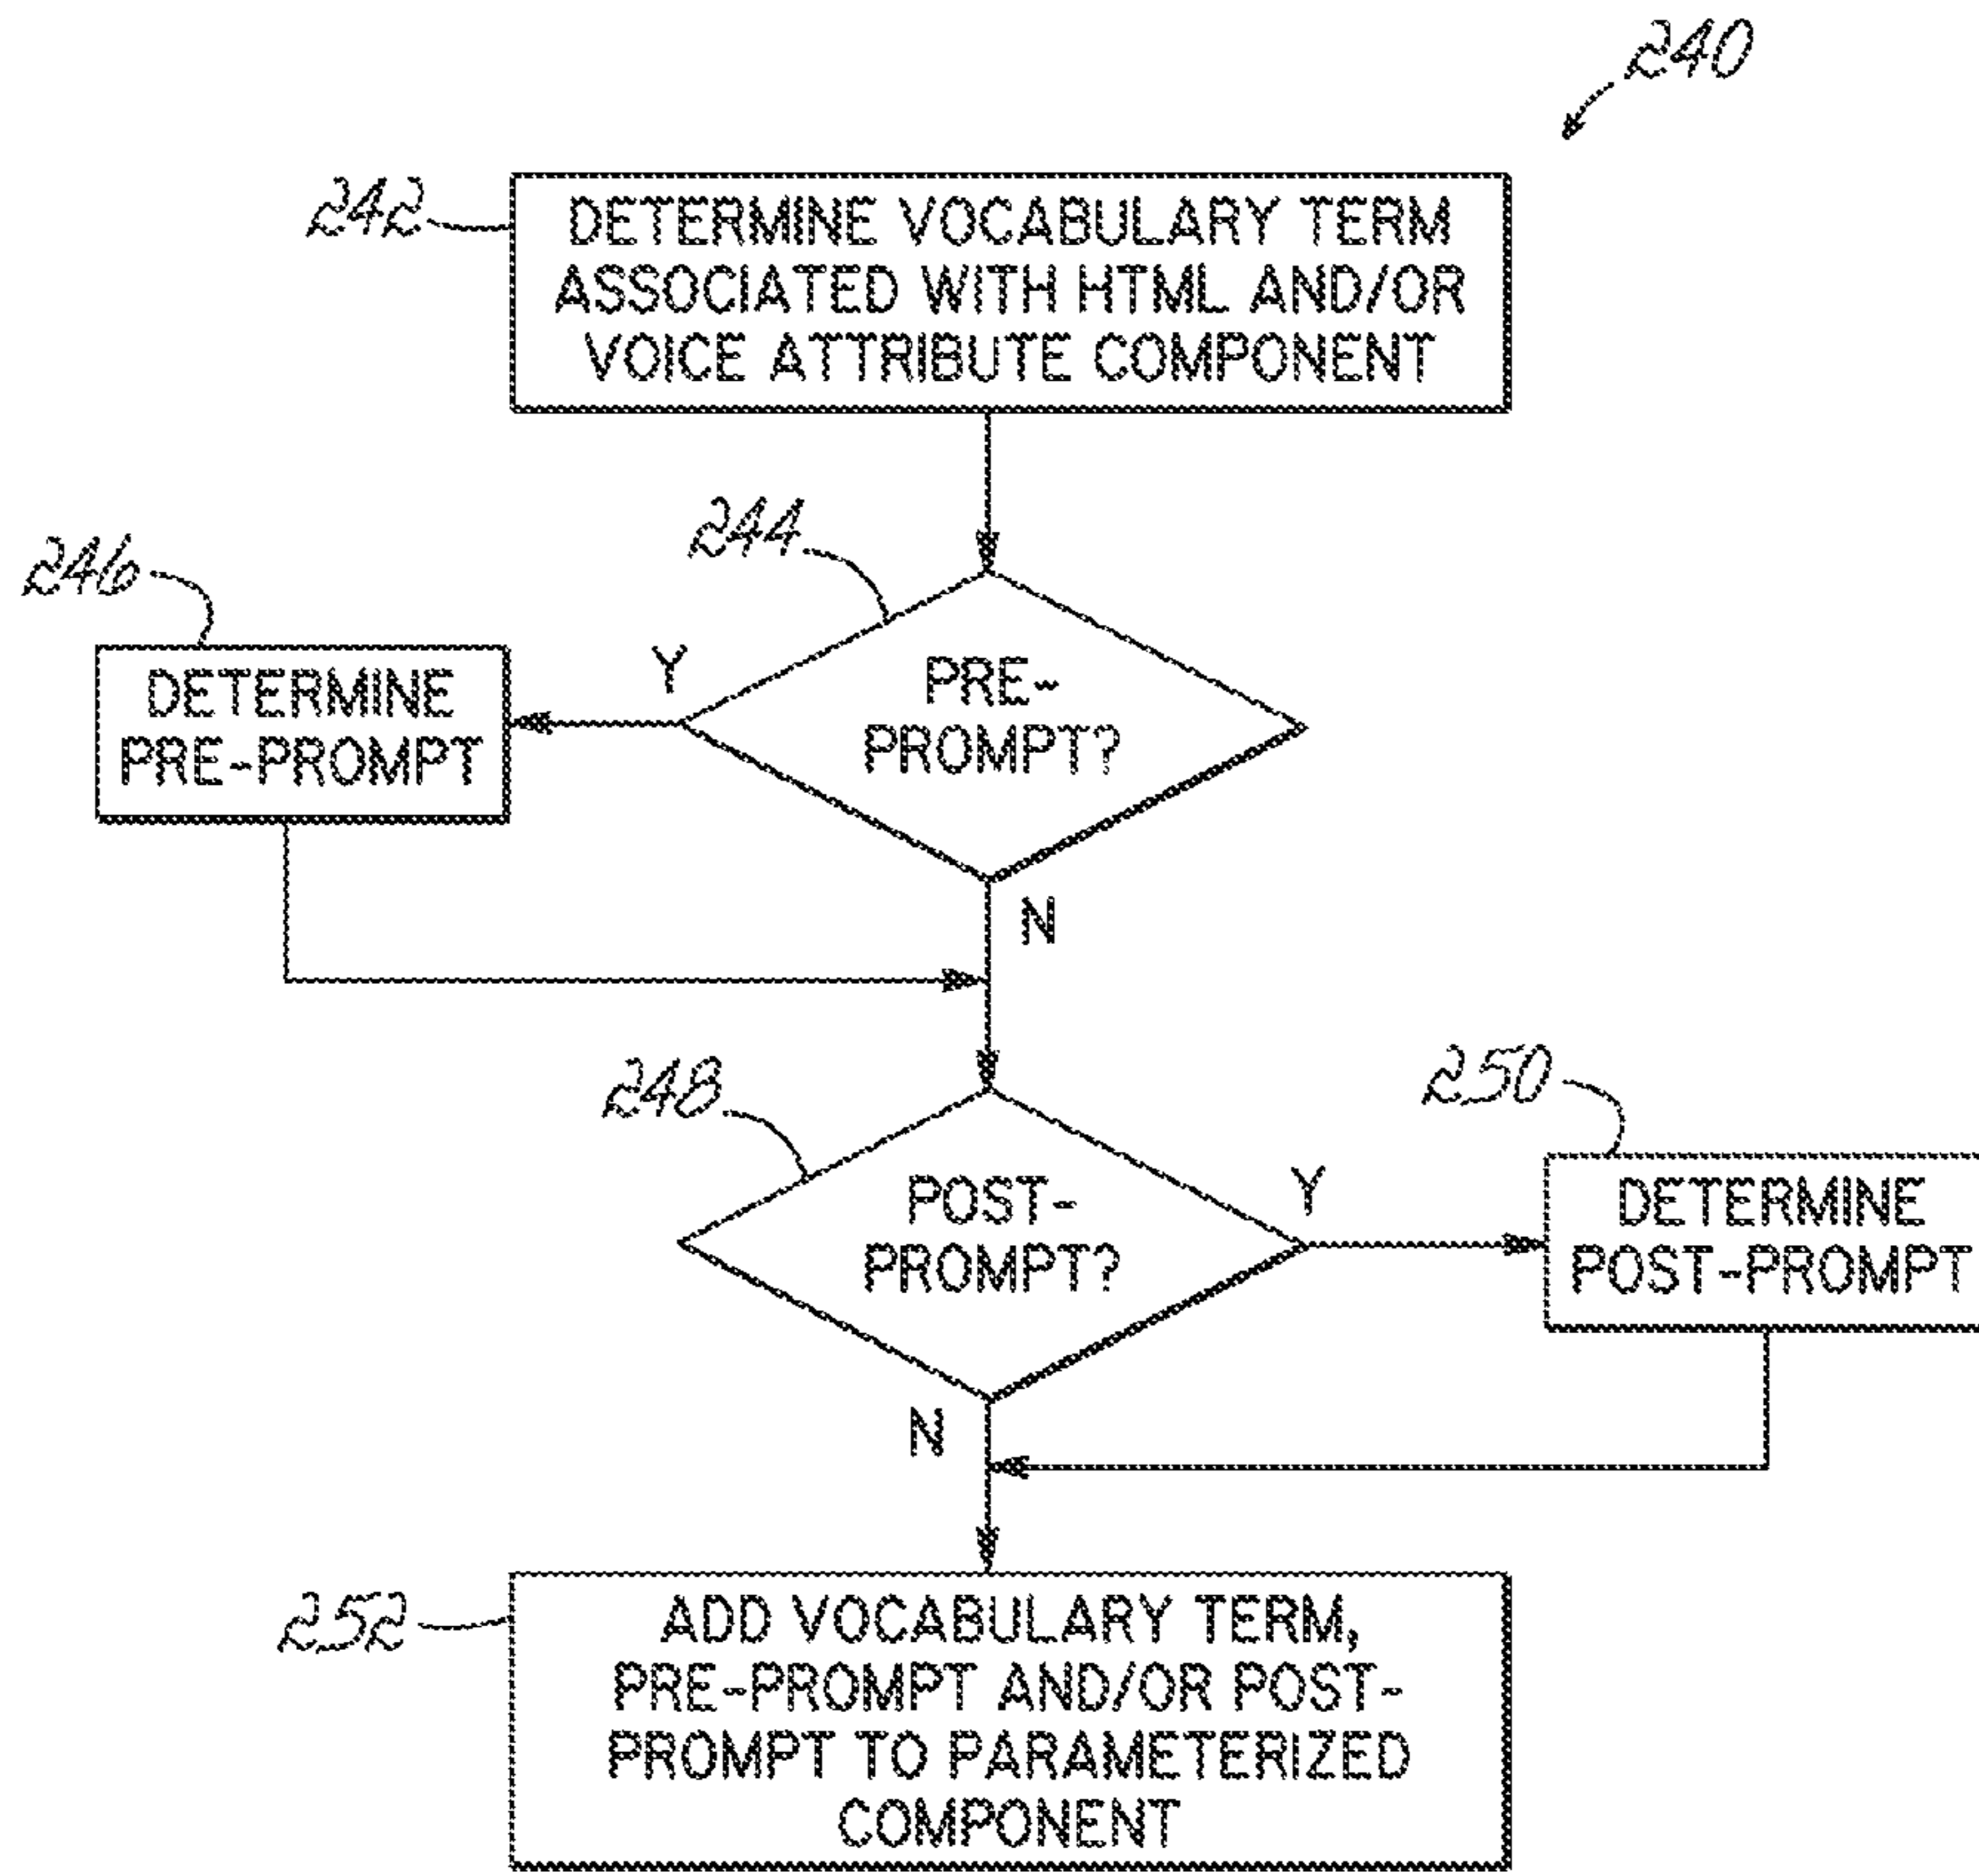 240
242
DETERMINE VOCABULARY TERM
ASSOCIATED WITH HTML AND/OR
VOICE ATTRIBUTE COMPONENT
244
246
Y
PRE-
PROMPT?
DETERMINE
PRE-PROMPT
N
248
250
Y
POST-
PROMPT?
DETERMINE
POST-PROMPT
N
252
ADD VOCABULARY TERM,
PRE-PROMPT AND/OR POST-
PROMPT TO PARAMETERIZED
COMPONENT